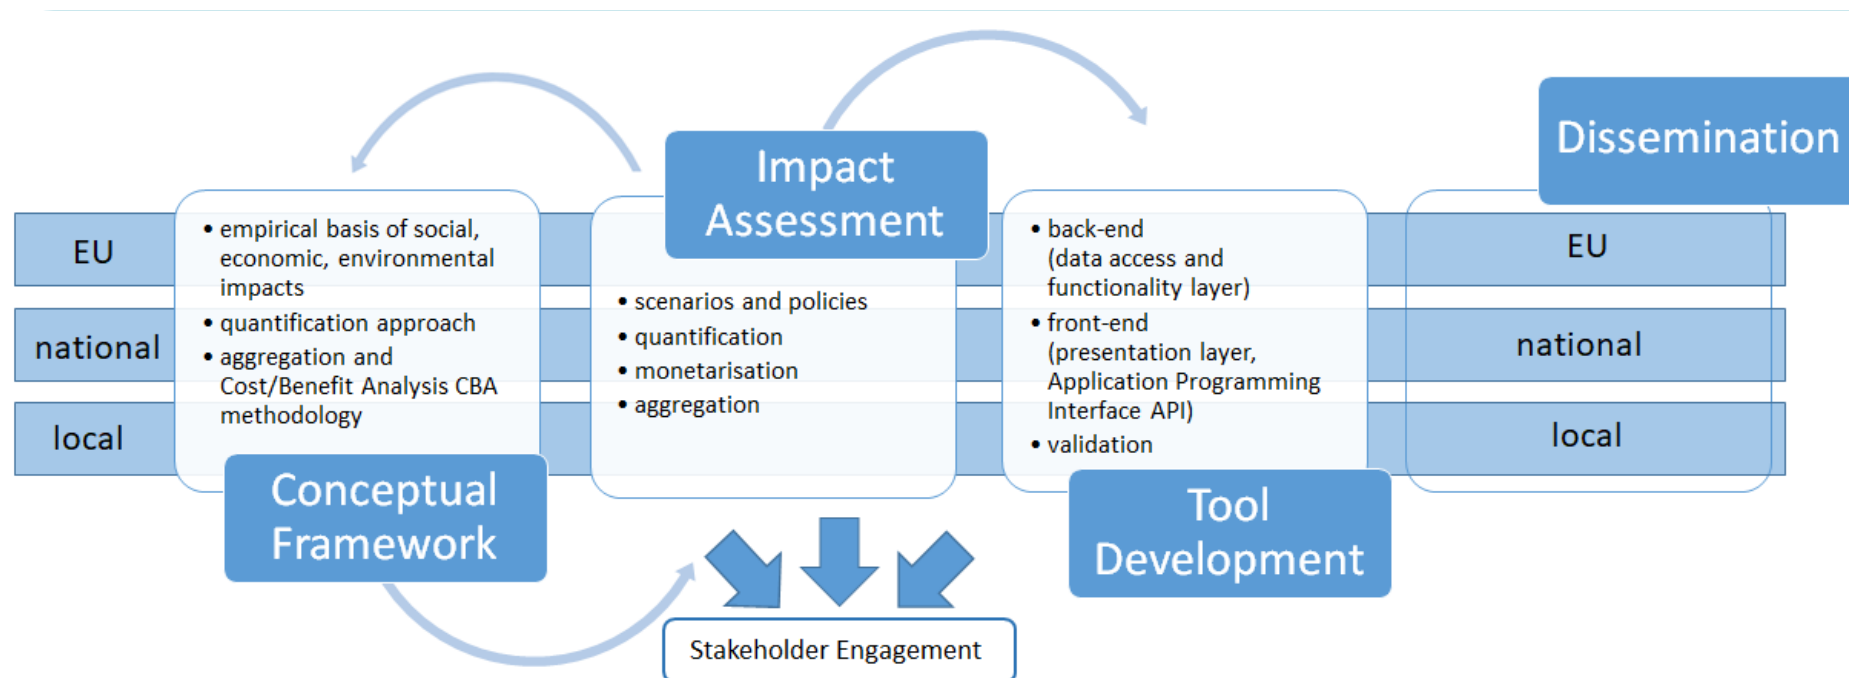 EU
national
local
• empirical basis of social,
economic, environmental
impacts
• quantification approach
• aggregation and
Cost/Benefit Analysis CBA
methodology
Conceptual
Framework
Impact
Assessment
• scenarios and policies
• quantification
• monetarisation
• aggregation
• back-end
(data access and
functionality layer)
• front-end
(presentation layer,
Application Programming
Interface API)
• validation
Tool
Development
Dissemination
EU
national
local
Stakeholder Engagement